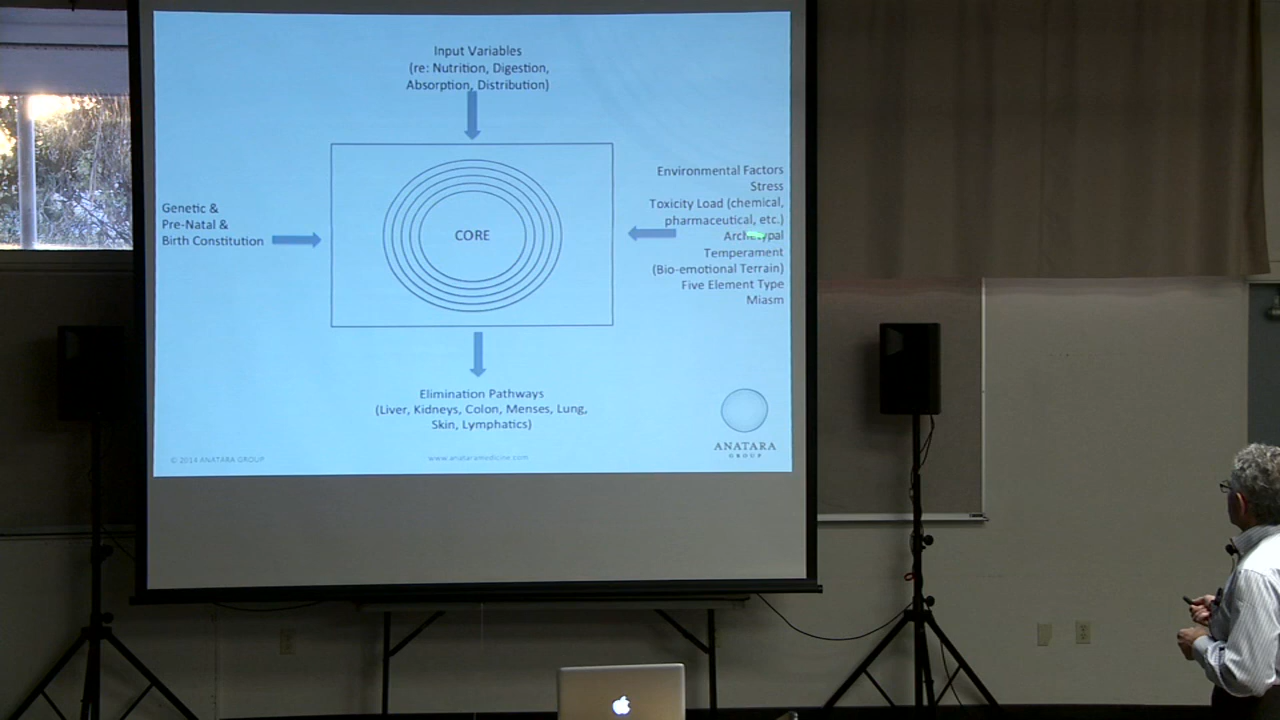 Input Variables
(re: Nutrition, Digestion,
Absorption, Distribution)
Genetic &
Pre-Natal &
Birth Constitution
CORE
Environmental Factors
Stress
Toxicity Load (chemical,
pharmaceutical, etc.)
Archetypal
Temperament
(Bio-emotional Terrain)
Five Element Type
Miasm
Elimination Pathways
(Liver, Kidneys, Colon, Menses, Lung,
Skin, Lymphatics)
ANATARA
GROUP
© 2014 ANATARA GROUP
www.anataramedicine.com